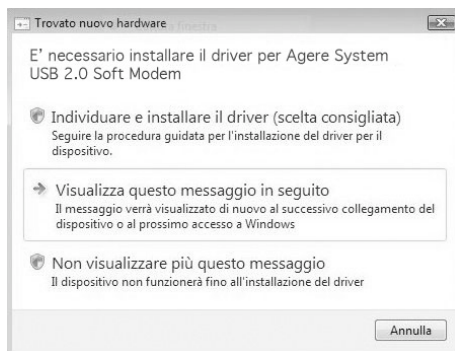 Trovato nuovo hardware
E' necessario installare il driver per Agere System
USB 2.0 Soft Modem
Individuare e installare il driver (scelta consigliata)
Seguire la procedura guidata per l'installazione del driver per il
dispositivo.
Visualizza questo messaggio in seguito
Il messaggio verrà visualizzato di nuovo al successivo collegamento del
dispositivo o al prossimo accesso a Windows
Non visualizzare più questo messaggio
Il dispositivo non funzionerà fino all'installazione del driver
Annulla